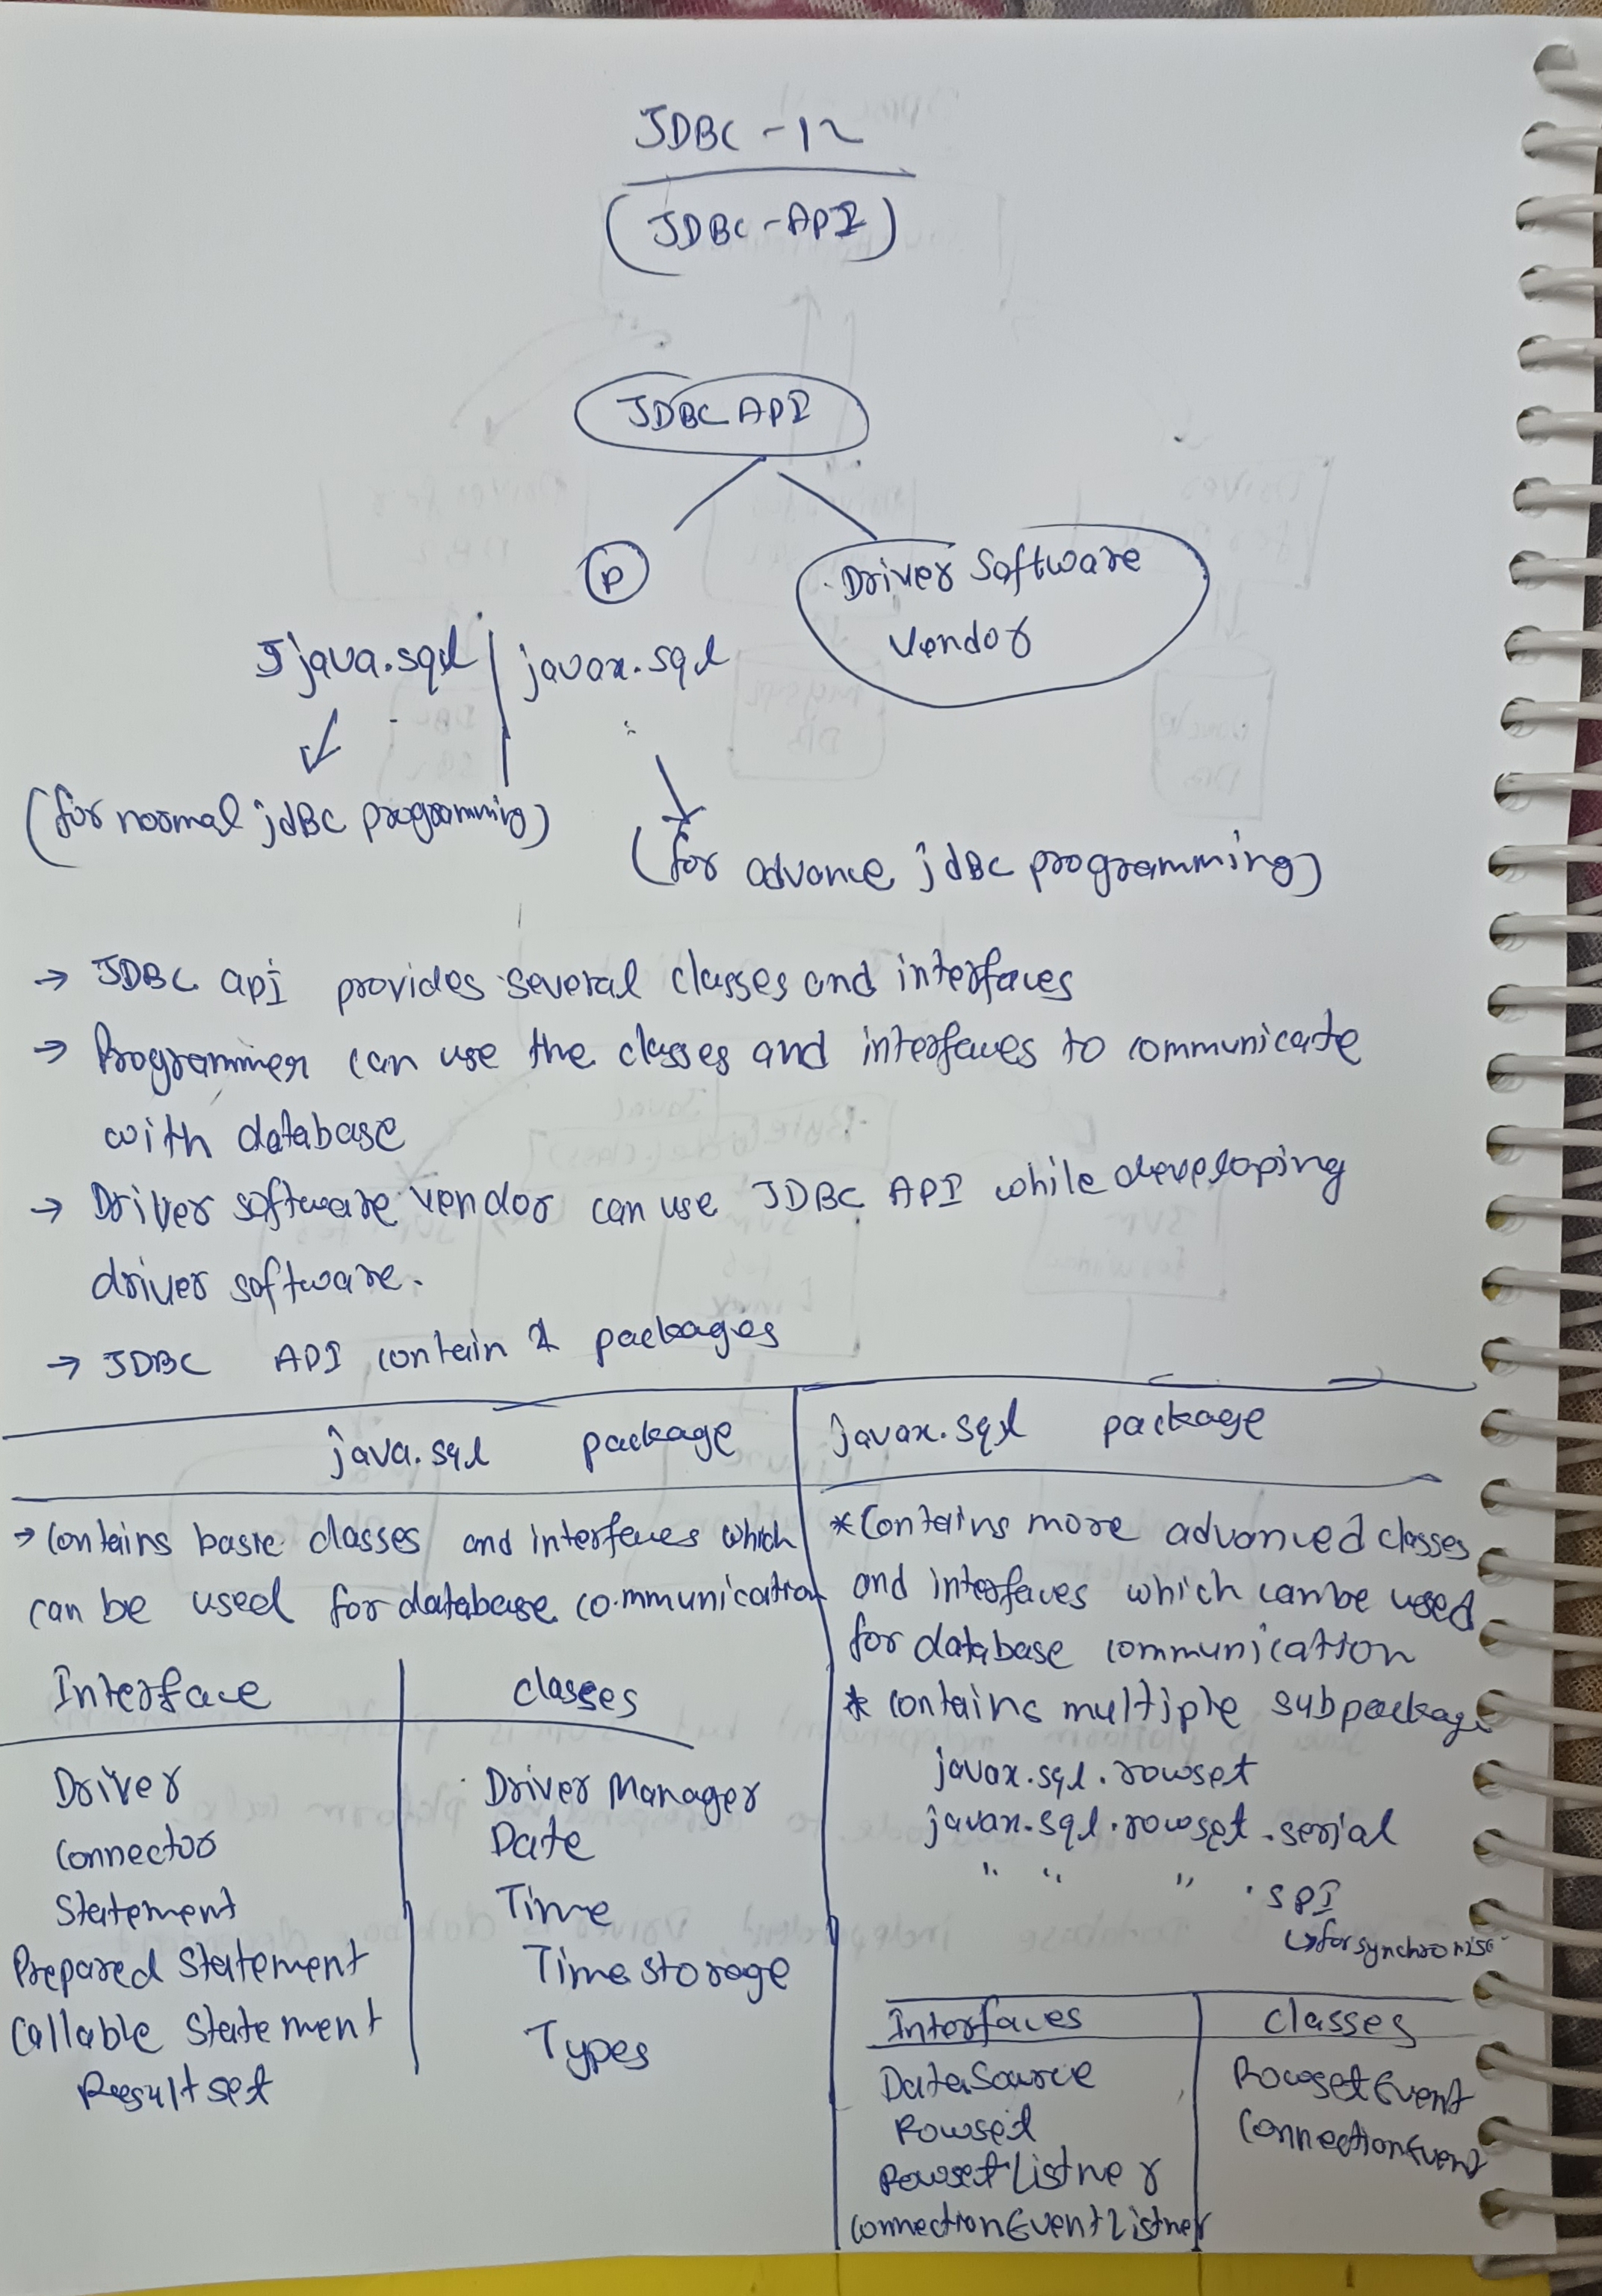 JDBC-12
(JDBC-API)
JDBC API
P
Driver Software
Vendor
java.sql | javax.sql
(for normal jdBC programming)
(for advance jdBC programming)
→ JDBC api provides several classes and interfaces
→ Programmer can use the classes and interfaces to communicate
with database
→ Driver software vendor can use JDBC API while developing
driver software.
→ JDBC API contain 2 packages
java.sql package
→ contains basic classes and interfaces which
can be used for database communication
Interface | classes
Driver | Driver Manager
Connector | Date
Statement | Time
Prepared Statement | Timestorage
Callable Statement | Types
Resultset
javax.sql package
* Contains more advanced classes
and interfaces which can be used
for database communication
* contains multiple subpackage
javax.sql.rowset
javax.sql.rowset.serial
" " " .SPI
↳ for synchronise
Interfaces | Classes
DataSource | RowsetEvent
Rowset | ConnectionEvent
RowsetListner
ConnectionEventListner